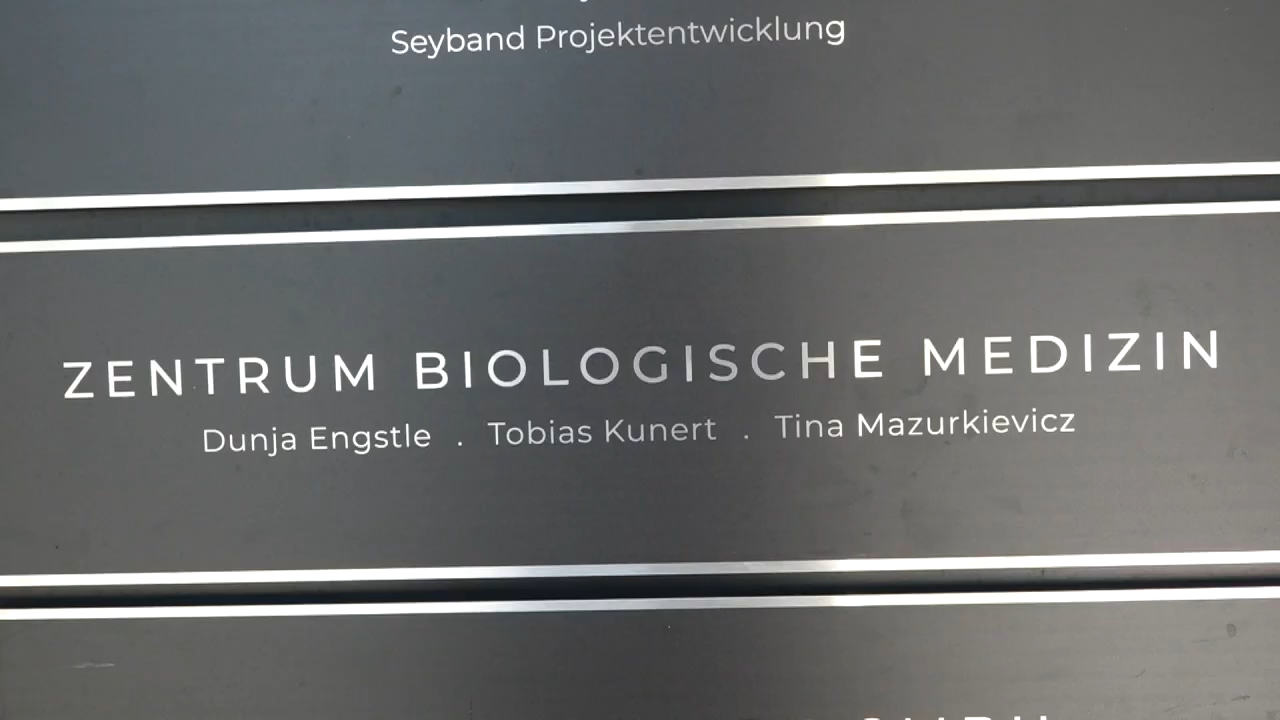 Seyband Projektentwicklung
ZENTRUM BIOLOGISCHE MEDIZIN
Dunja Engstle . Tobias Kunert . Tina Mazurkievicz